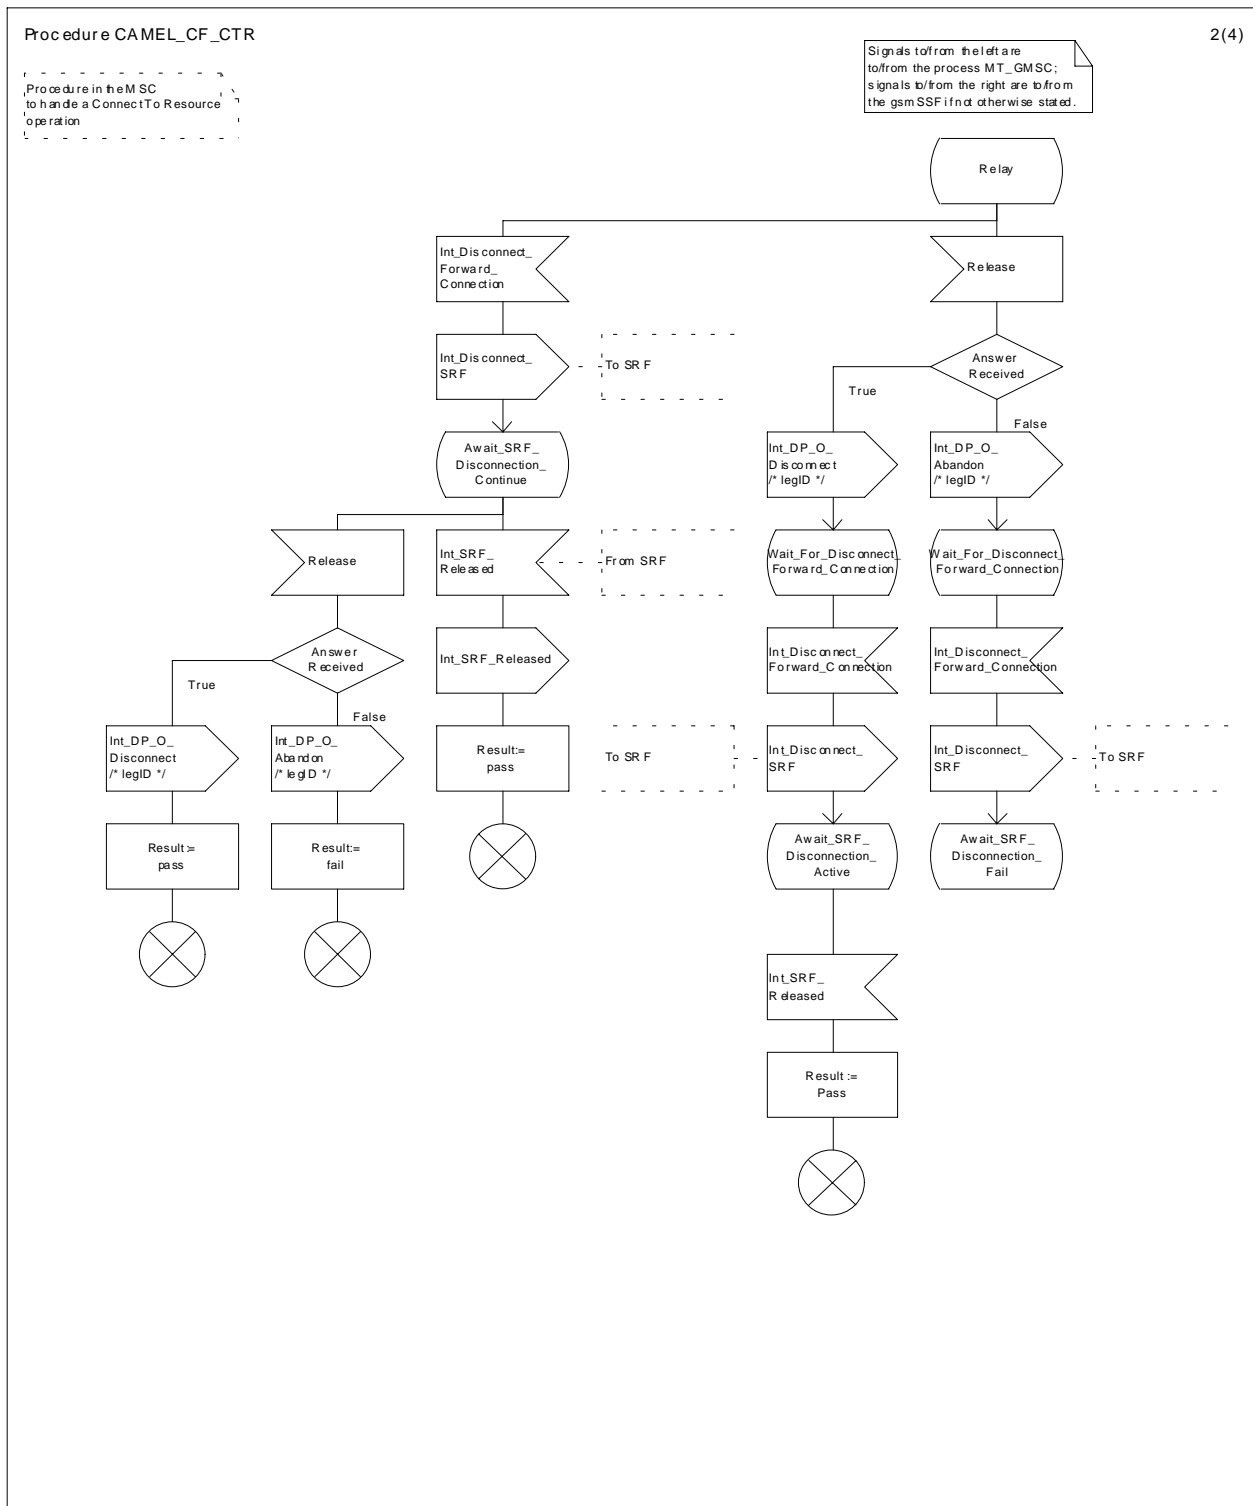 Procedure CAMEL_CF_CTR
2(4)
Procedure in the MSC
to handle a Connect To Resource
operation
Signals to/from the left are
to/from the process MT_GMSC;
signals to/from the right are to/from
the gsmSSF if not otherwise stated.
Relay
Int_Disconnect_
Forward_
Connection
Release
Int_Disconnect_
SRF
To SRF
Answer
Received
True
False
Await_SRF_
Disconnection_
Continue
Int_DP_O_
Disconnect
/* legID */
Int_DP_O_
Abandon
/* legID */
Release
Int_SRF_
Released
From SRF
Wait_For_Disconnect_
Forward_Connection
Wait_For_Disconnect_
Forward_Connection
Answer
Received
True
False
Int_SRF_Released
Int_Disconnect_
Forward_Connection
Int_Disconnect_
Forward_Connection
Int_DP_O_
Disconnect
/* legID */
Int_DP_O_
Abandon
/* legID */
Result:=
pass
To SRF
Int_Disconnect_
SRF
Int_Disconnect_
SRF
To SRF
Result:=
pass
Result:=
fail
Await_SRF_
Disconnection_
Active
Await_SRF_
Disconnection_
Fail
Int_SRF_
Released
Result :=
Pass